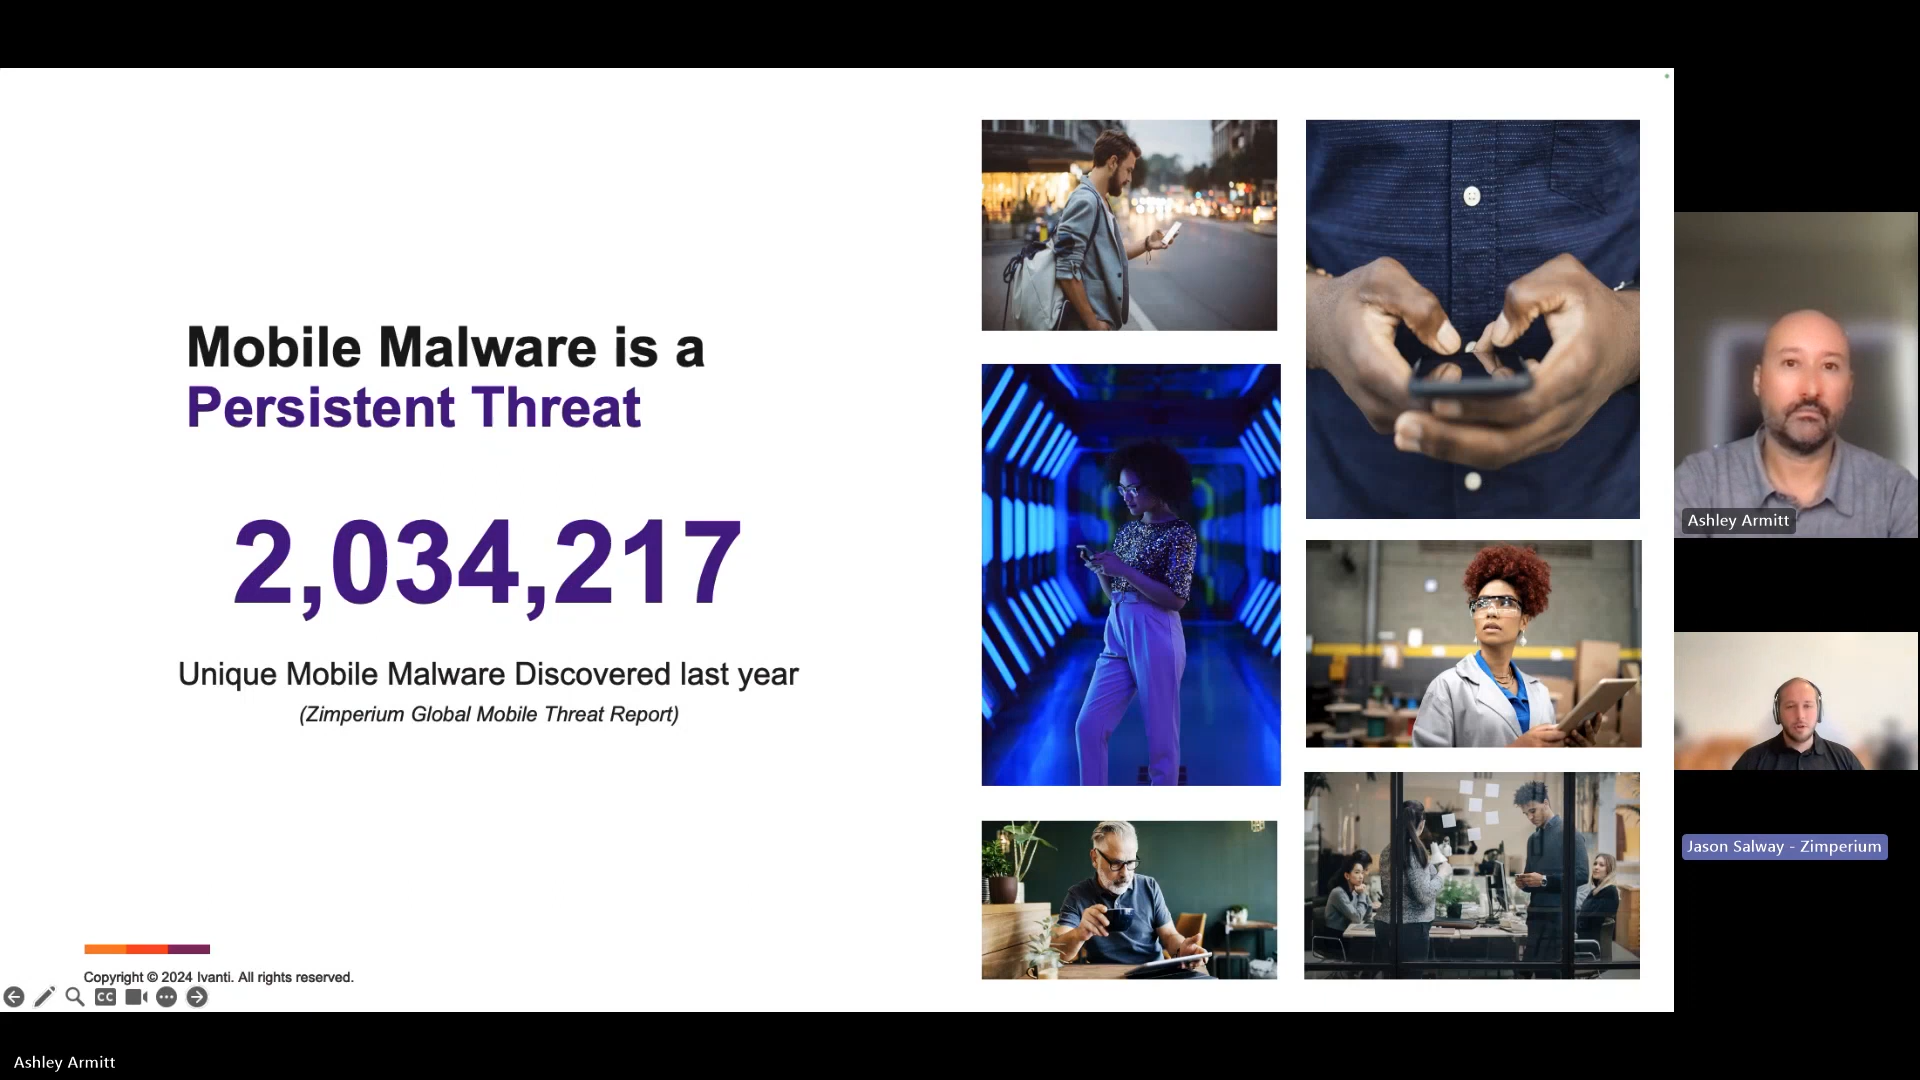 Mobile Malware is a
Persistent Threat
2,034,217
Unique Mobile Malware Discovered last year
(Zimperium Global Mobile Threat Report)
Copyright © 2024 Ivanti. All rights reserved.
CC
Ashley Armitt
Jason Salway - Zimperium
Ashley Armitt